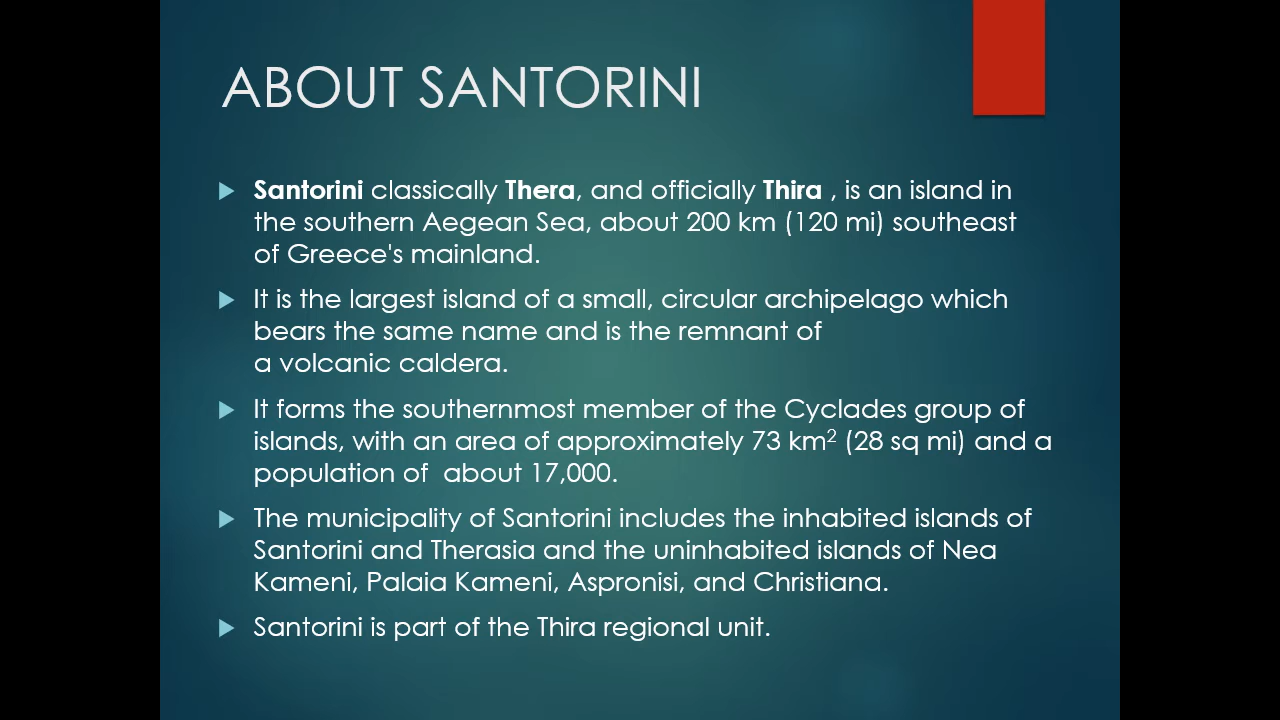 ABOUT SANTORINI
Santorini classically Thera, and officially Thira , is an island in
the southern Aegean Sea, about 200 km (120 mi) southeast
of Greece's mainland.
It is the largest island of a small, circular archipelago which
bears the same name and is the remnant of
a volcanic caldera.
It forms the southernmost member of the Cyclades group of
islands, with an area of approximately 73 km² (28 sq mi) and a
population of  about 17,000.
The municipality of Santorini includes the inhabited islands of
Santorini and Therasia and the uninhabited islands of Nea
Kameni, Palaia Kameni, Aspronisi, and Christiana.
Santorini is part of the Thira regional unit.